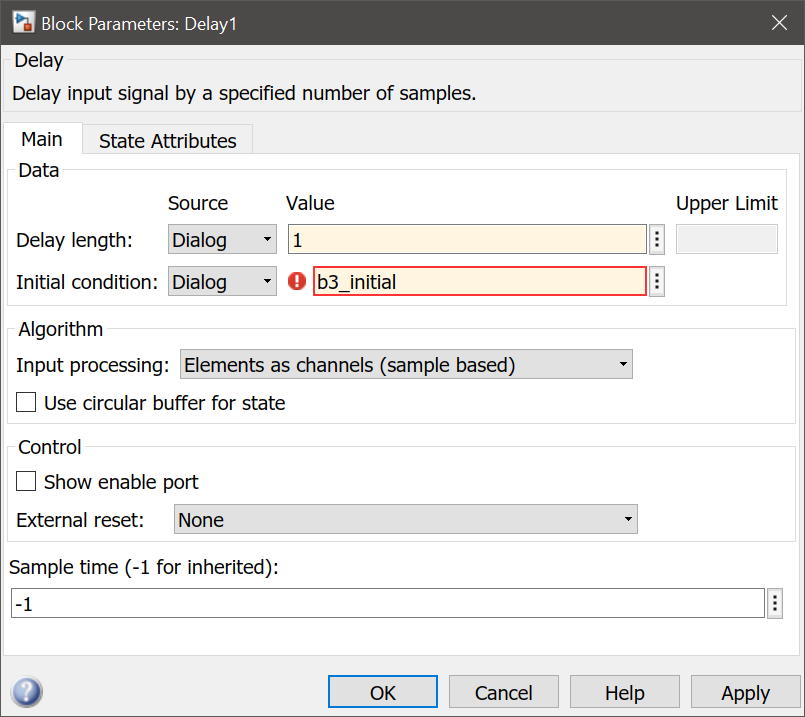 Block Parameters: Delay1
Delay
Delay input signal by a specified number of samples.
Main State Attributes
Data
Source Value Upper Limit
Delay length: Dialog 1
Initial condition: Dialog b3_initial
Algorithm
Input processing: Elements as channels (sample based)
Use circular buffer for state
Control
Show enable port
External reset: None
Sample time (-1 for inherited):
-1
OK Cancel Help Apply